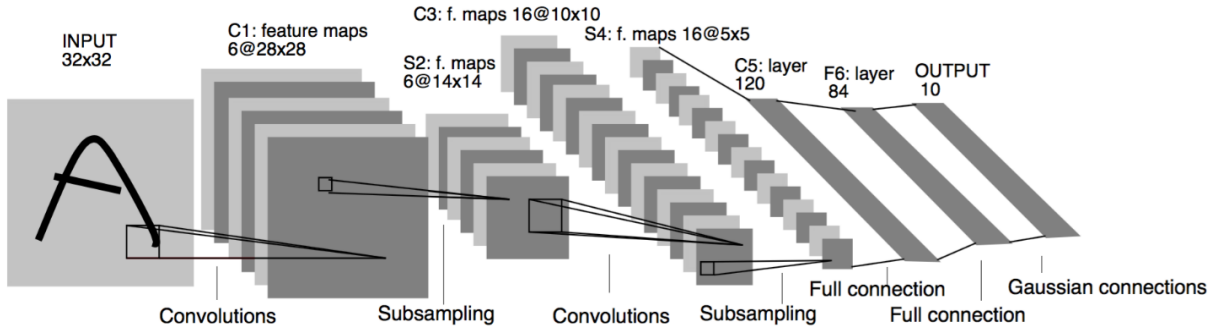 INPUT
32x32
C1: feature maps
6@28x28
S2: f. maps
6@14x14
C3: f. maps 16@10x10
S4: f. maps 16@5x5
C5: layer
120
F6: layer
84
OUTPUT
10
A
Convolutions
Subsampling
Convolutions
Subsampling
Full connection
Full connection
Gaussian connections